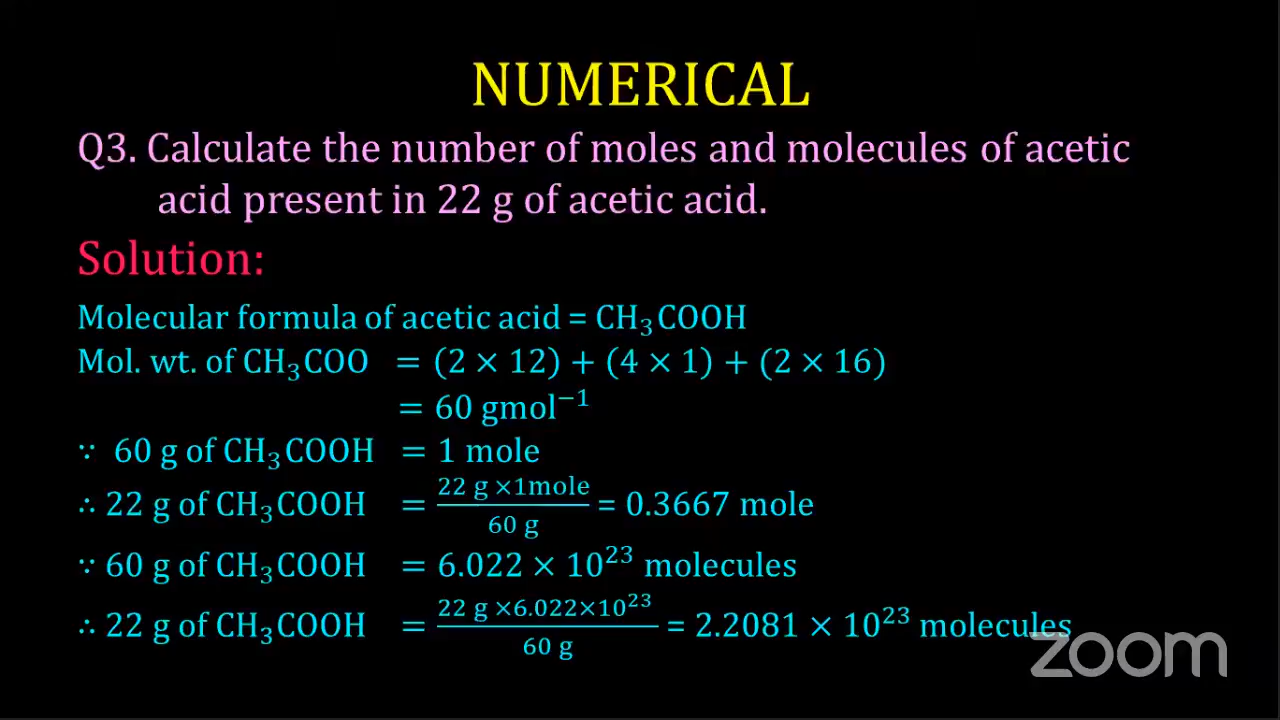 NUMERICAL
Q3. Calculate the number of moles and molecules of acetic
acid present in 22 g of acetic acid.
Solution:
Molecular formula of acetic acid = CH₃COOH
Mol. wt. of CH₃COO = (2 × 12) + (4 × 1) + (2 × 16)
= 60 gmol⁻¹
∵ 60 g of CH₃COOH = 1 mole
∴ 22 g of CH₃COOH = 22 g ×1mole / 60 g = 0.3667 mole
∵ 60 g of CH₃COOH = 6.022 × 10²³ molecules
∴ 22 g of CH₃COOH = 22 g ×6.022×10²³ / 60 g = 2.2081 × 10²³ molecules
zoom